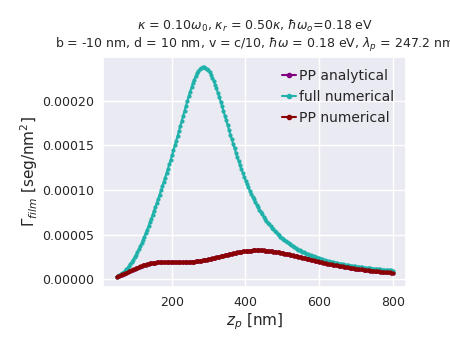 κ = 0.10ω₀, κᵣ = 0.50κ, ħωₒ=0.18 eV
b = -10 nm, d = 10 nm, v = c/10, ħω = 0.18 eV, λₚ = 247.2 nm
PP analytical
full numerical
PP numerical
Γ_film [seg/nm²]
0.00020
0.00015
0.00010
0.00005
0.00000
200 400 600 800
zₚ [nm]